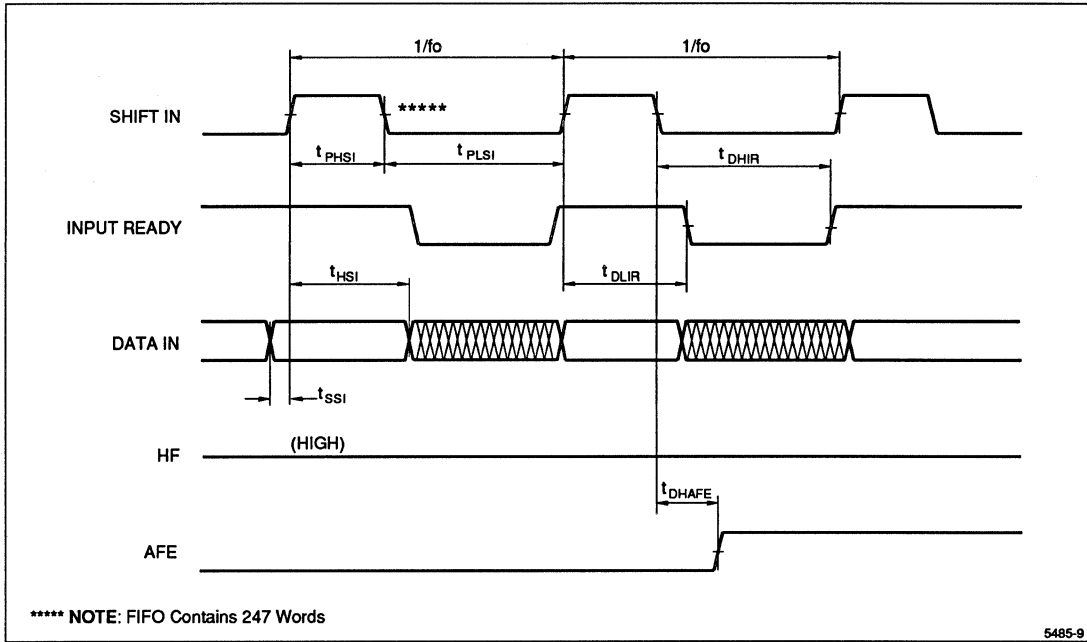 1/fo 1/fo
SHIFT IN *****
tPHSI tPLSI tDHIR
INPUT READY
tHSI tDLIR
DATA IN
tSSI
HF (HIGH)
tDHAFE
AFE
***** NOTE: FIFO Contains 247 Words
5485-9